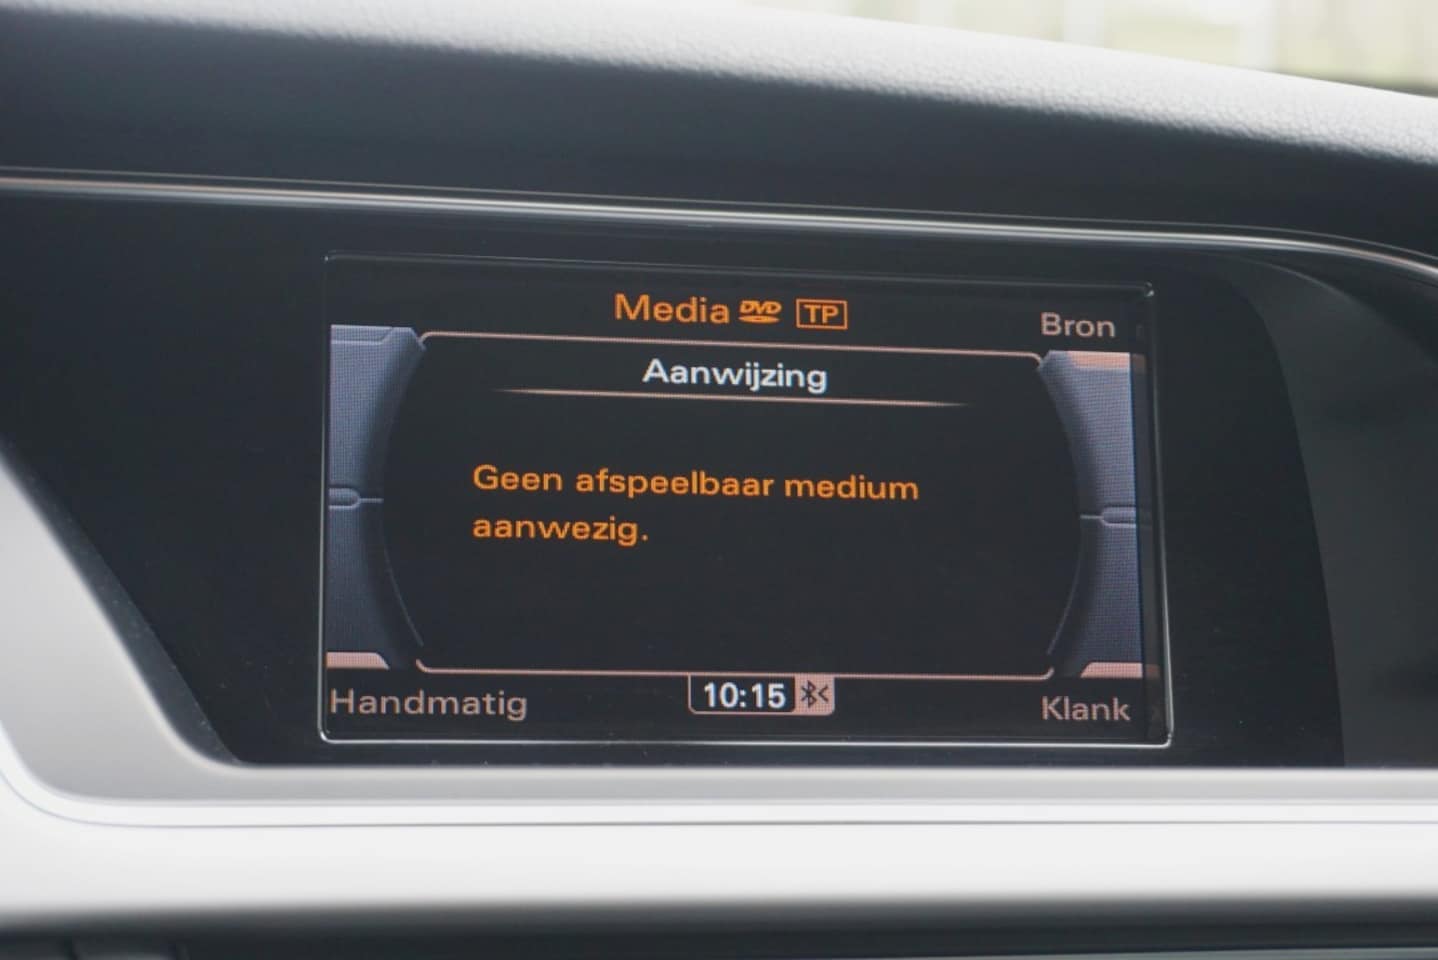 Media DVD TP
Bron
Aanwijzing
Geen afspeelbaar medium
aanwezig.
Handmatig
10:15
Klank